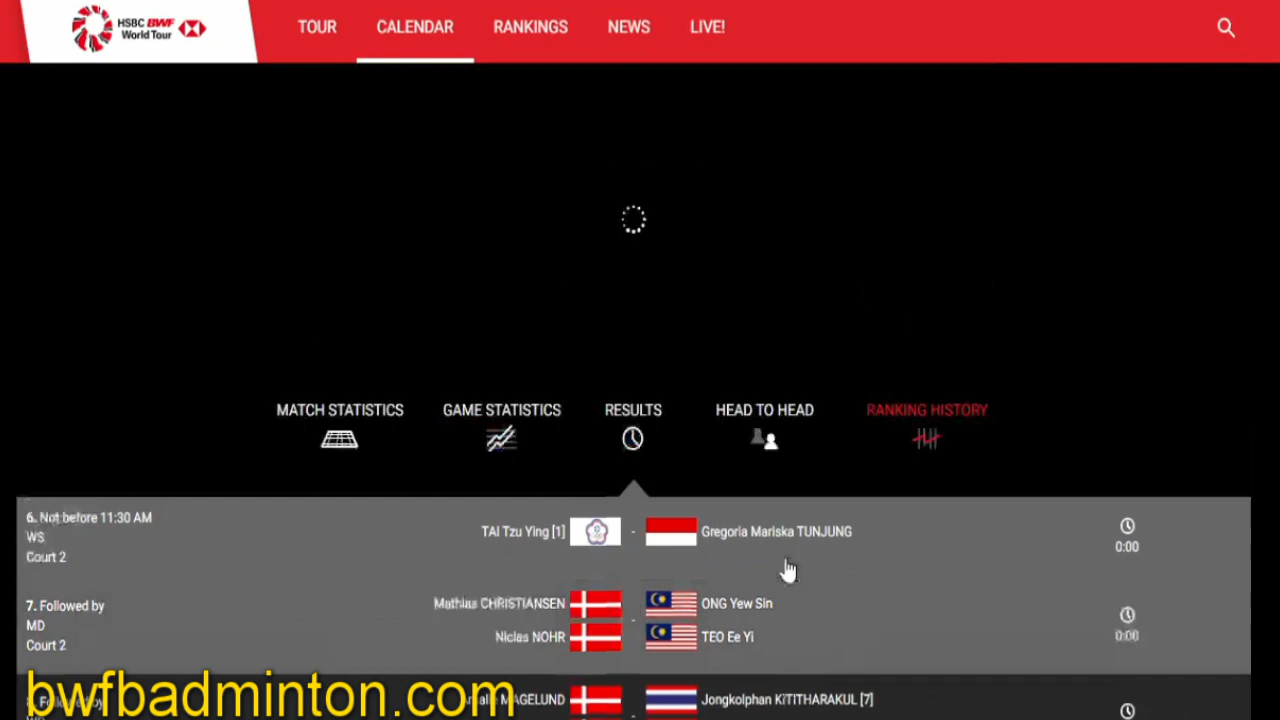 HSBC BWF
World Tour
TOUR CALENDAR RANKINGS NEWS LIVE!
MATCH STATISTICS GAME STATISTICS RESULTS HEAD TO HEAD RANKING HISTORY
6. Not before 11:30 AM
WS
Court 2
TAI Tzu Ying [1] - Gregoria Mariska TUNJUNG
0:00
7. Followed by
MD
Court 2
Mathias CHRISTIANSEN
Niclas NOHR
-
ONG Yew Sin
TEO Ee Yi
0:00
MAGELUND
Jongkolphan KITITHARAKUL [7]
bwfbadminton.com